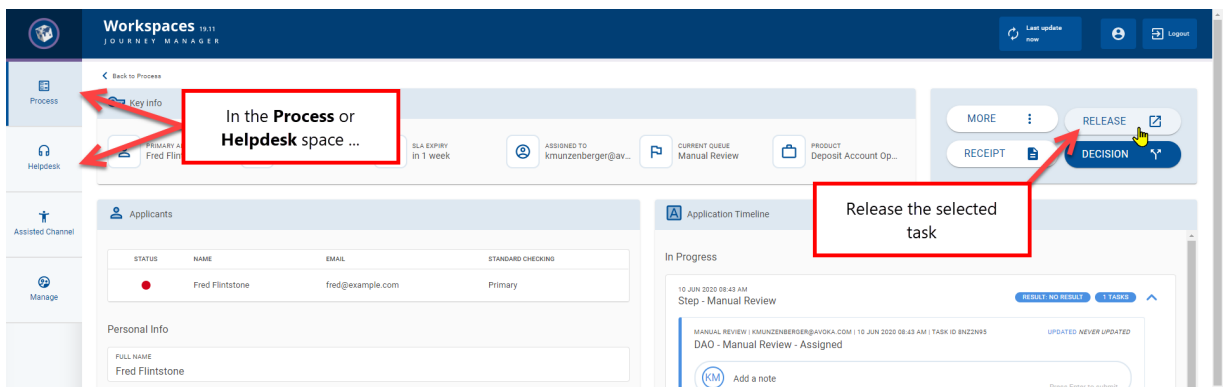 Workspaces 19.11
JOURNEY MANAGER
Last update
now
Logout
Process
Helpdesk
Assisted Channel
Manage
Back to Process
Key info
In the Process or
Helpdesk space ...
PRIMARY
Fred
SLA EXPIRY
in 1 week
ASSIGNED TO
kmunzenberger@av...
CURRENT QUEUE
Manual Review
PRODUCT
Deposit Account Op...
MORE
RELEASE
RECEIPT
DECISION
Release the selected
task
Applicants
STATUS NAME EMAIL STANDARD CHECKING
Fred Flintstone fred@example.com Primary
Personal Info
FULL NAME
Fred Flintstone
A Application Timeline
In Progress
10 JUN 2020 08:43 AM
Step - Manual Review
RESULT: NO RESULT 1 TASKS
MANUAL REVIEW | KMUNZENBERGER@AVOKA.COM | 10 JUN 2020 08:43 AM | TASK ID 8NZ2N95 UPDATED NEVER UPDATED
DAO - Manual Review - Assigned
KM Add a note